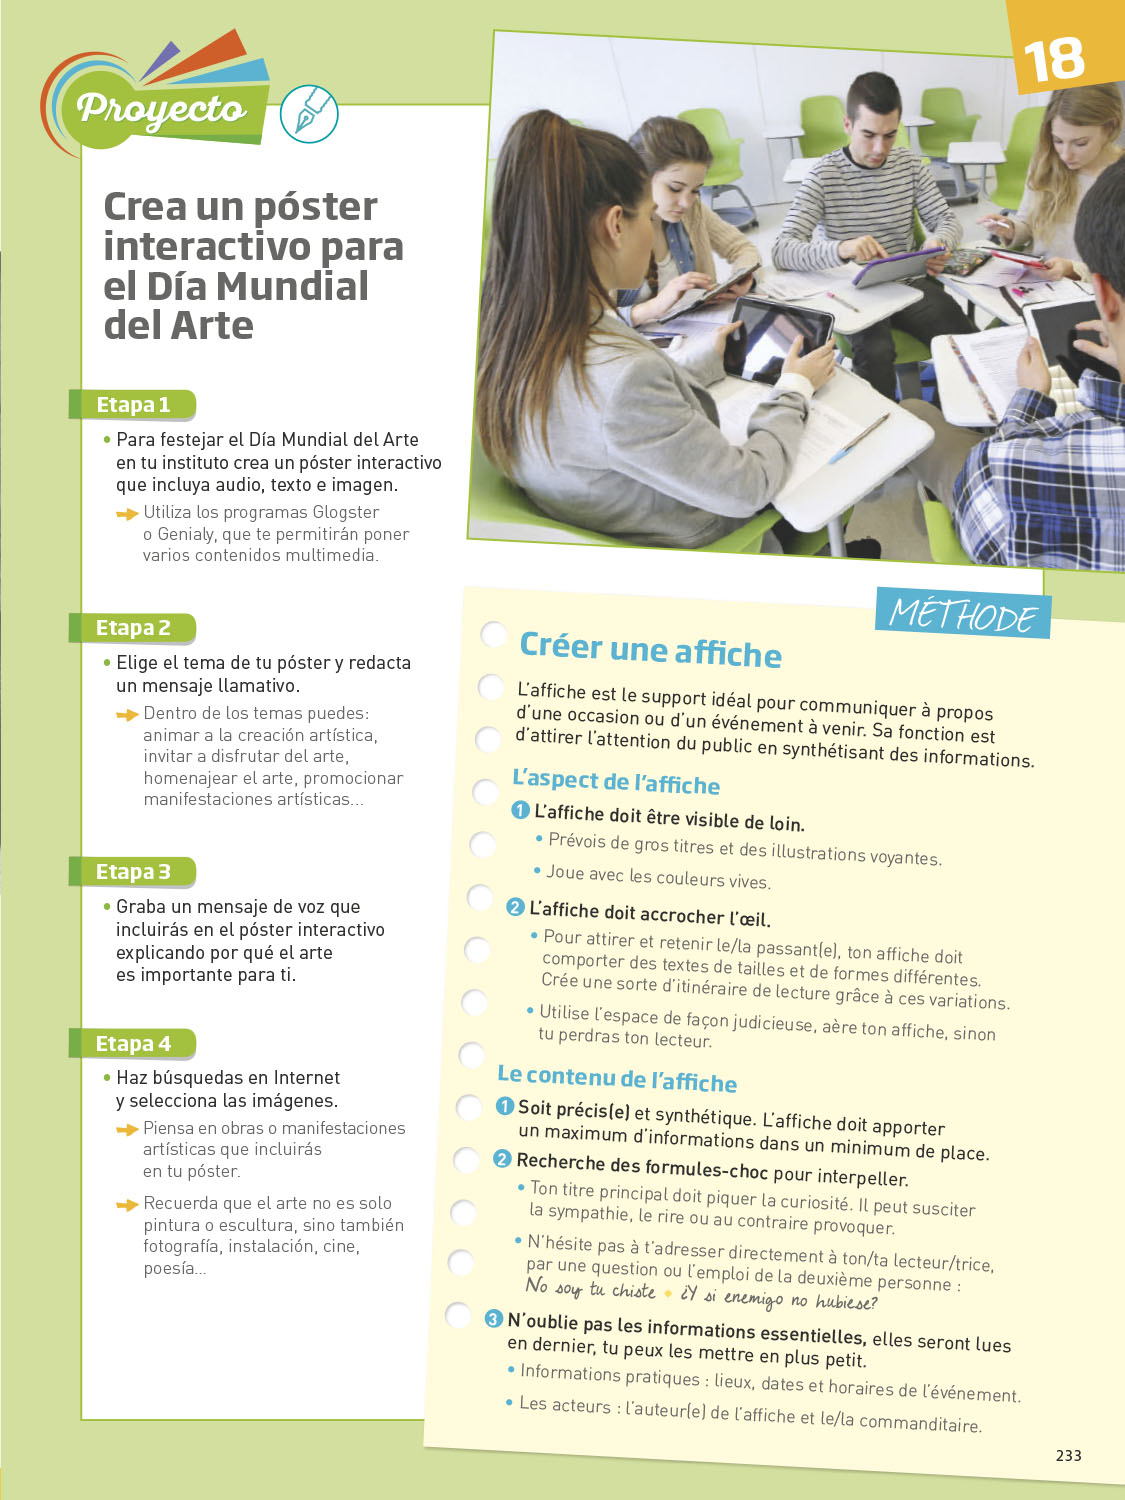 Proyecto
18
Crea un póster
interactivo para
el Día Mundial
del Arte
Etapa 1
• Para festejar el Día Mundial del Arte
en tu instituto crea un póster interactivo
que incluya audio, texto e imagen.
Utiliza los programas Glogster
o Genialy, que te permitirán poner
varios contenidos multimedia.
Etapa 2
• Elige el tema de tu póster y redacta
un mensaje llamativo.
Dentro de los temas puedes:
animar a la creación artística,
invitar a disfrutar del arte,
homenajear el arte, promocionar
manifestaciones artísticas...
Etapa 3
• Graba un mensaje de voz que
incluirás en el póster interactivo
explicando por qué el arte
es importante para ti.
Etapa 4
• Haz búsquedas en Internet
y selecciona las imágenes.
Piensa en obras o manifestaciones
artísticas que incluirás
en tu póster.
Recuerda que el arte no es solo
pintura o escultura, sino también
fotografía, instalación, cine,
poesía...
MÉTHODE
Créer une affiche
L'affiche est le support idéal pour communiquer à propos
d'une occasion ou d'un événement à venir. Sa fonction est
d'attirer l'attention du public en synthétisant des informations.
L'aspect de l'affiche
1 L'affiche doit être visible de loin.
• Prévois de gros titres et des illustrations voyantes.
• Joue avec les couleurs vives.
2 L'affiche doit accrocher l'œil.
• Pour attirer et retenir le/la passant(e), ton affiche doit
comporter des textes de tailles et de formes différentes.
Crée une sorte d'itinéraire de lecture grâce à ces variations.
• Utilise l'espace de façon judicieuse, aère ton affiche, sinon
tu perdras ton lecteur.
Le contenu de l'affiche
1 Soit précis(e) et synthétique. L'affiche doit apporter
un maximum d'informations dans un minimum de place.
2 Recherche des formules-choc pour interpeller.
• Ton titre principal doit piquer la curiosité. Il peut susciter
la sympathie, le rire ou au contraire provoquer.
• N'hésite pas à t'adresser directement à ton/ta lecteur/trice,
par une question ou l'emploi de la deuxième personne :
No soy tu chiste ◆ ¿Y si enemigo no hubiese?
3 N'oublie pas les informations essentielles, elles seront lues
en dernier, tu peux les mettre en plus petit.
• Informations pratiques : lieux, dates et horaires de l'événement.
• Les acteurs : l'auteur(e) de l'affiche et le/la commanditaire.
233